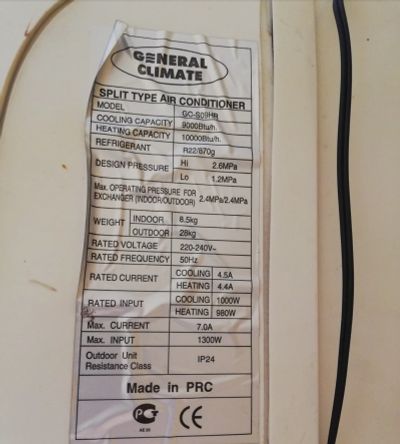 GENERAL
CLIMATE
SPLIT TYPE AIR CONDITIONER
MODEL GC-S09HR
COOLING CAPACITY 9000Btu/h.
HEATING CAPACITY 10000Btu/h.
REFRIGERANT R22/870g
DESIGN PRESSURE Hi 2.6MPa
Lo 1.2MPa
Max. OPERATING PRESSURE FOR
EXCHANGER (INDOOR/OUTDOOR) 2.4MPa/2.4MPa
WEIGHT INDOOR 8.5kg
OUTDOOR 28kg
RATED VOLTAGE 220-240V~
RATED FREQUENCY 50Hz
RATED CURRENT COOLING 4.5A
HEATING 4.4A
RATED INPUT COOLING 1000W
HEATING 980W
Max. CURRENT 7.0A
Max. INPUT 1300W
Outdoor Unit
Resistance Class IP24
Made in PRC
CE